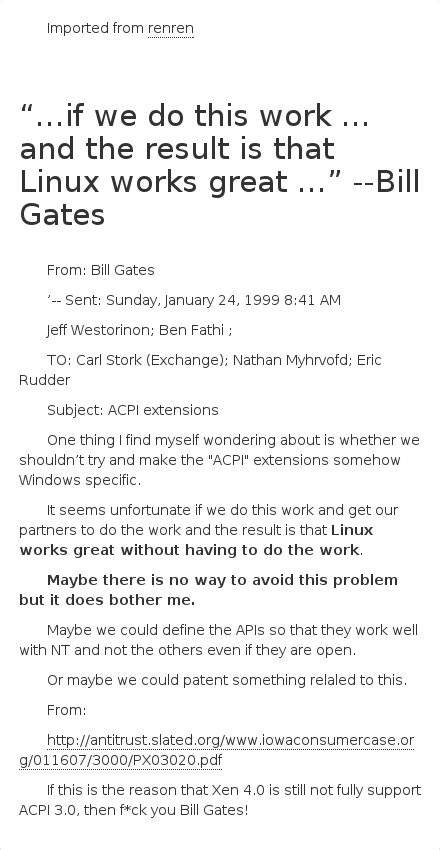 Imported from renren
“…if we do this work …
and the result is that
Linux works great …” --Bill
Gates
From: Bill Gates
‘-- Sent: Sunday, January 24, 1999 8:41 AM
Jeff Westorinon; Ben Fathi ;
TO: Carl Stork (Exchange); Nathan Myhrvofd; Eric
Rudder
Subject: ACPI extensions
One thing I find myself wondering about is whether we
shouldn’t try and make the "ACPI" extensions somehow
Windows specific.
It seems unfortunate if we do this work and get our
partners to do the work and the result is that Linux
works great without having to do the work.
Maybe there is no way to avoid this problem
but it does bother me.
Maybe we could define the APIs so that they work well
with NT and not the others even if they are open.
Or maybe we could patent something relaled to this.
From:
http://antitrust.slated.org/www.iowaconsumercase.or
g/011607/3000/PX03020.pdf
If this is the reason that Xen 4.0 is still not fully support
ACPI 3.0, then f*ck you Bill Gates!